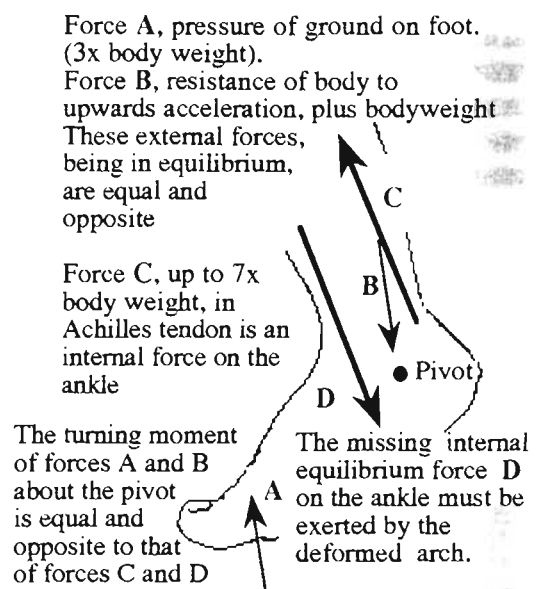 Force A, pressure of ground on foot.
(3x body weight).
Force B, resistance of body to
upwards acceleration, plus bodyweight
These external forces,
being in equilibrium,
are equal and
opposite
C
Force C, up to 7x
body weight, in
Achilles tendon is an
internal force on the
ankle
B
Pivot
D
The turning moment
of forces A and B
about the pivot
is equal and
opposite to that
of forces C and D
A
The missing internal
equilibrium force D
on the ankle must be
exerted by the
deformed arch.